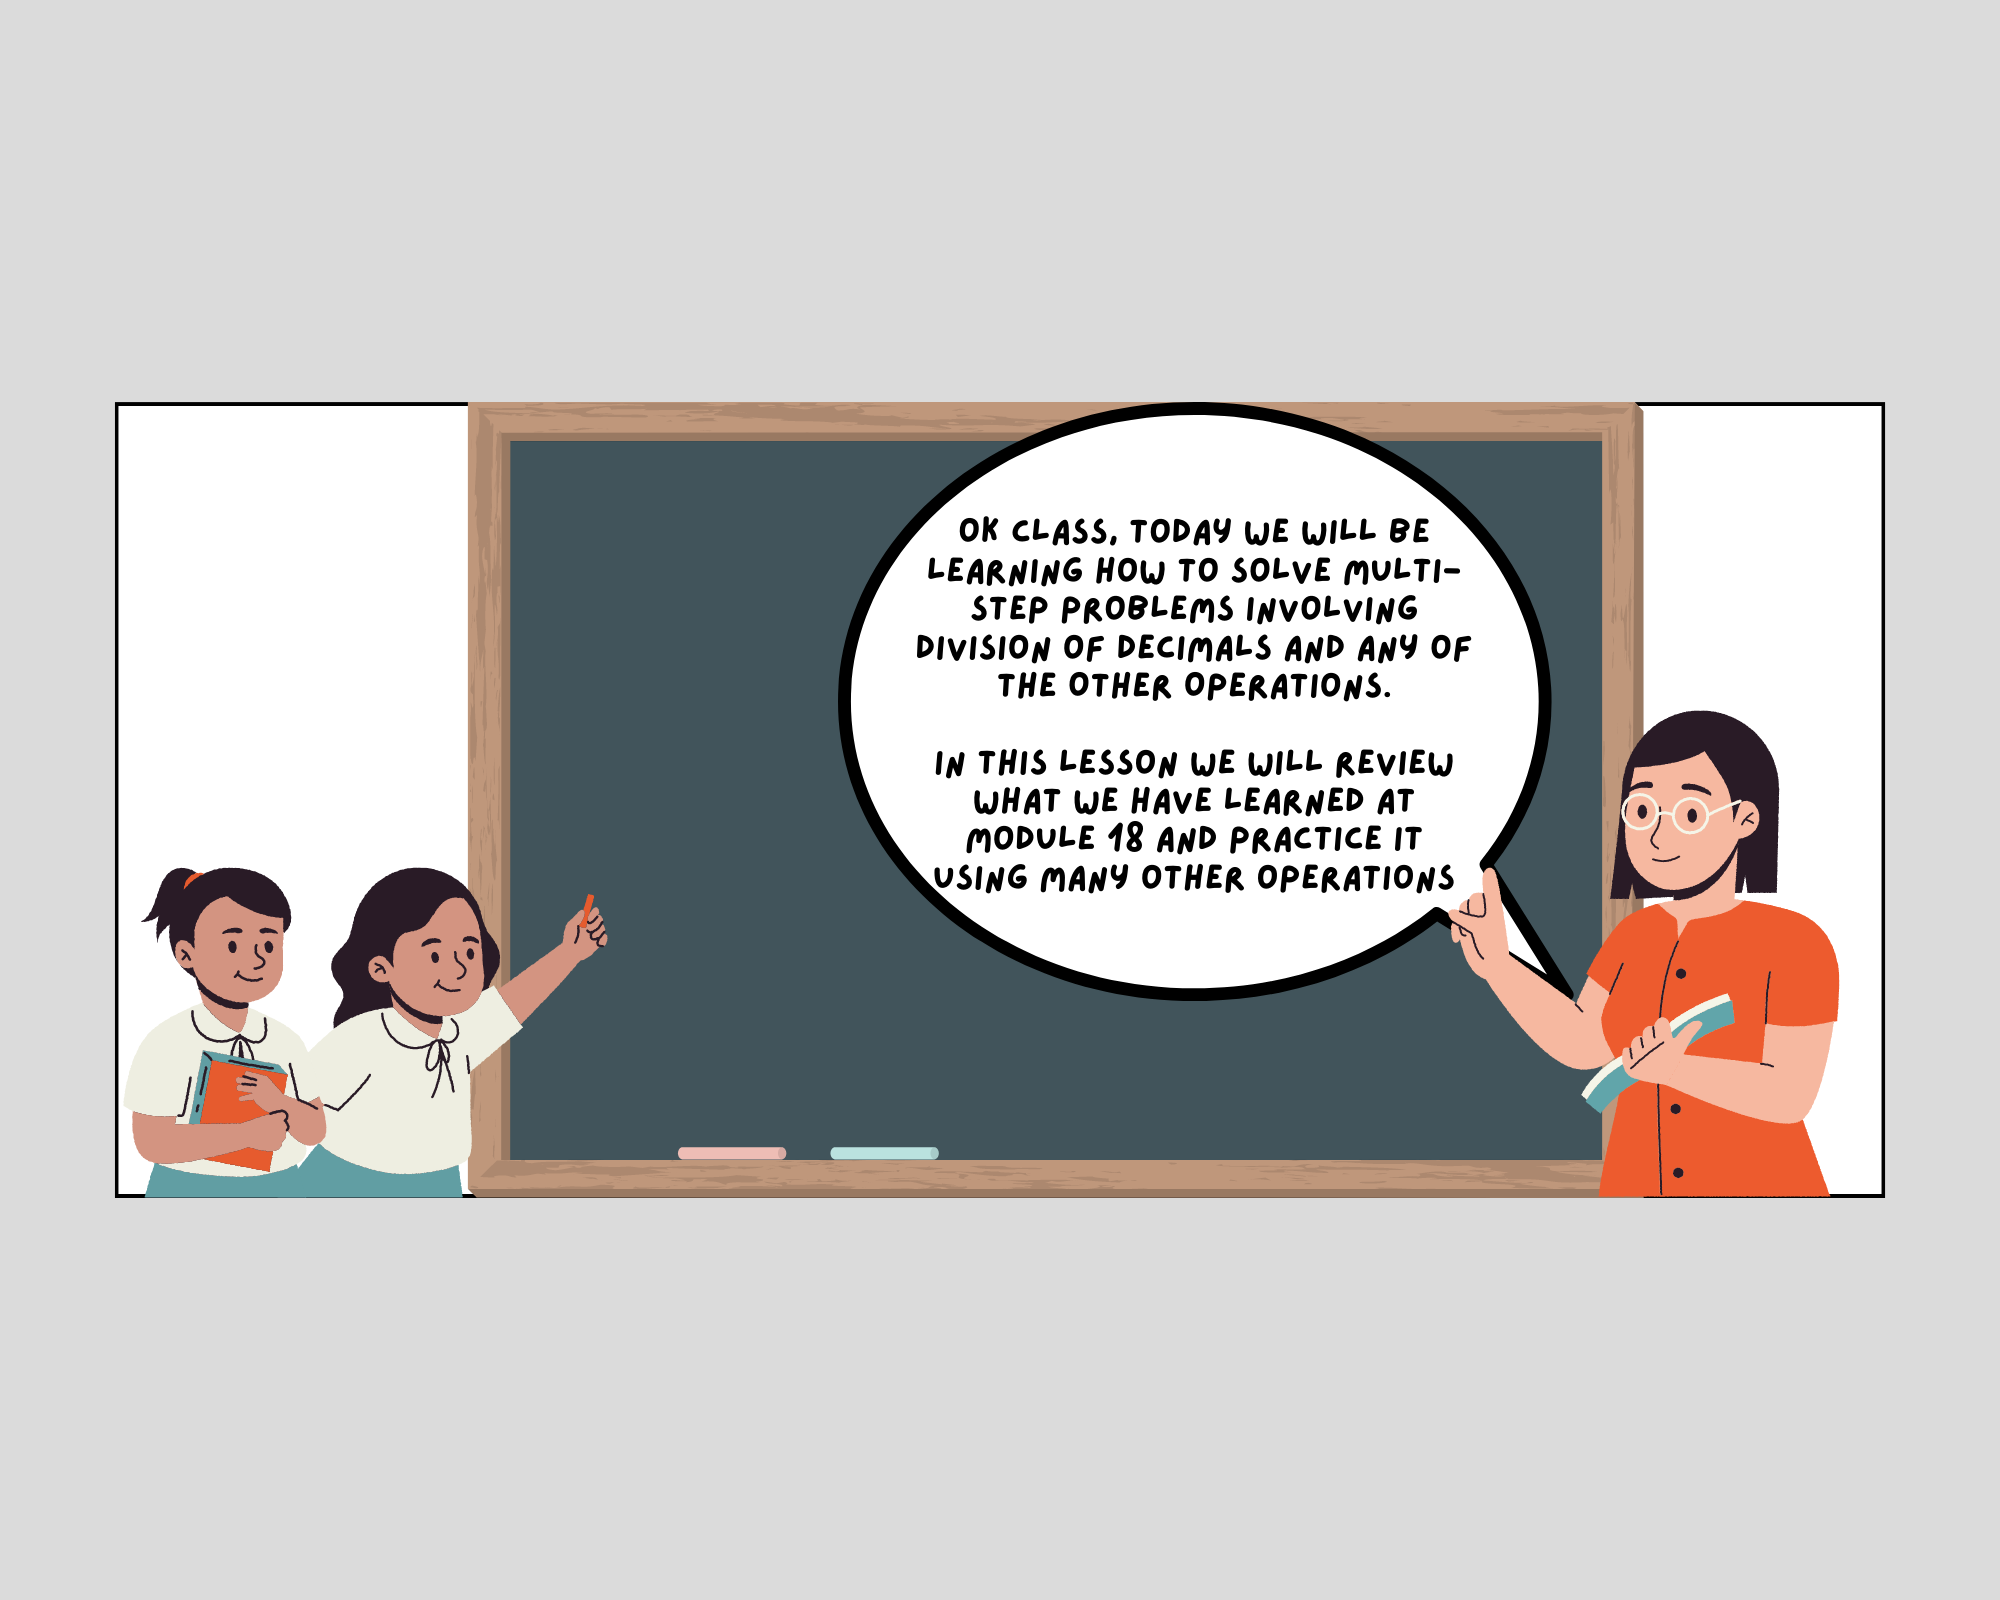 OK CLASS, TODAY WE WILL BE
LEARNING HOW TO SOLVE MULTI-
STEP PROBLEMS INVOLVING
DIVISION OF DECIMALS AND ANY OF
THE OTHER OPERATIONS.
IN THIS LESSON WE WILL REVIEW
WHAT WE HAVE LEARNED AT
MODULE 18 AND PRACTICE IT
USING MANY OTHER OPERATIONS